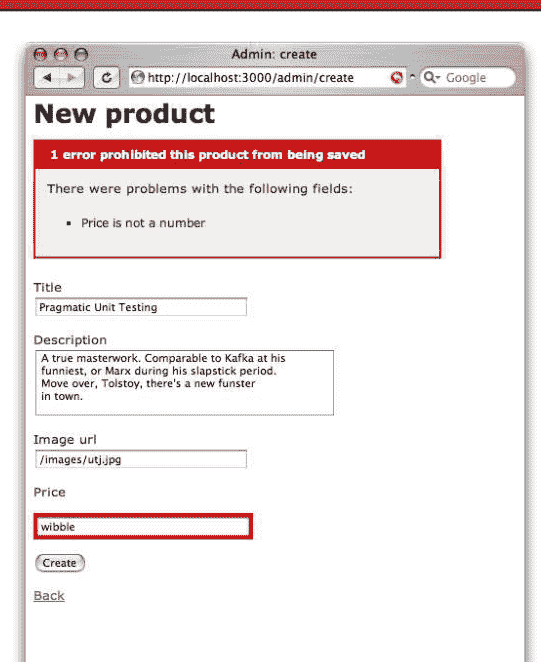 Admin: create
http://localhost:3000/admin/create
Google
New product
1 error prohibited this product from being saved
There were problems with the following fields:
Price is not a number
Title
Pragmatic Unit Testing
Description
A true masterwork. Comparable to Kafka at his
funniest, or Marx during his slapstick period.
Move over, Tolstoy, there's a new funster
in town.
Image url
/images/utj.jpg
Price
wibble
Create
Back